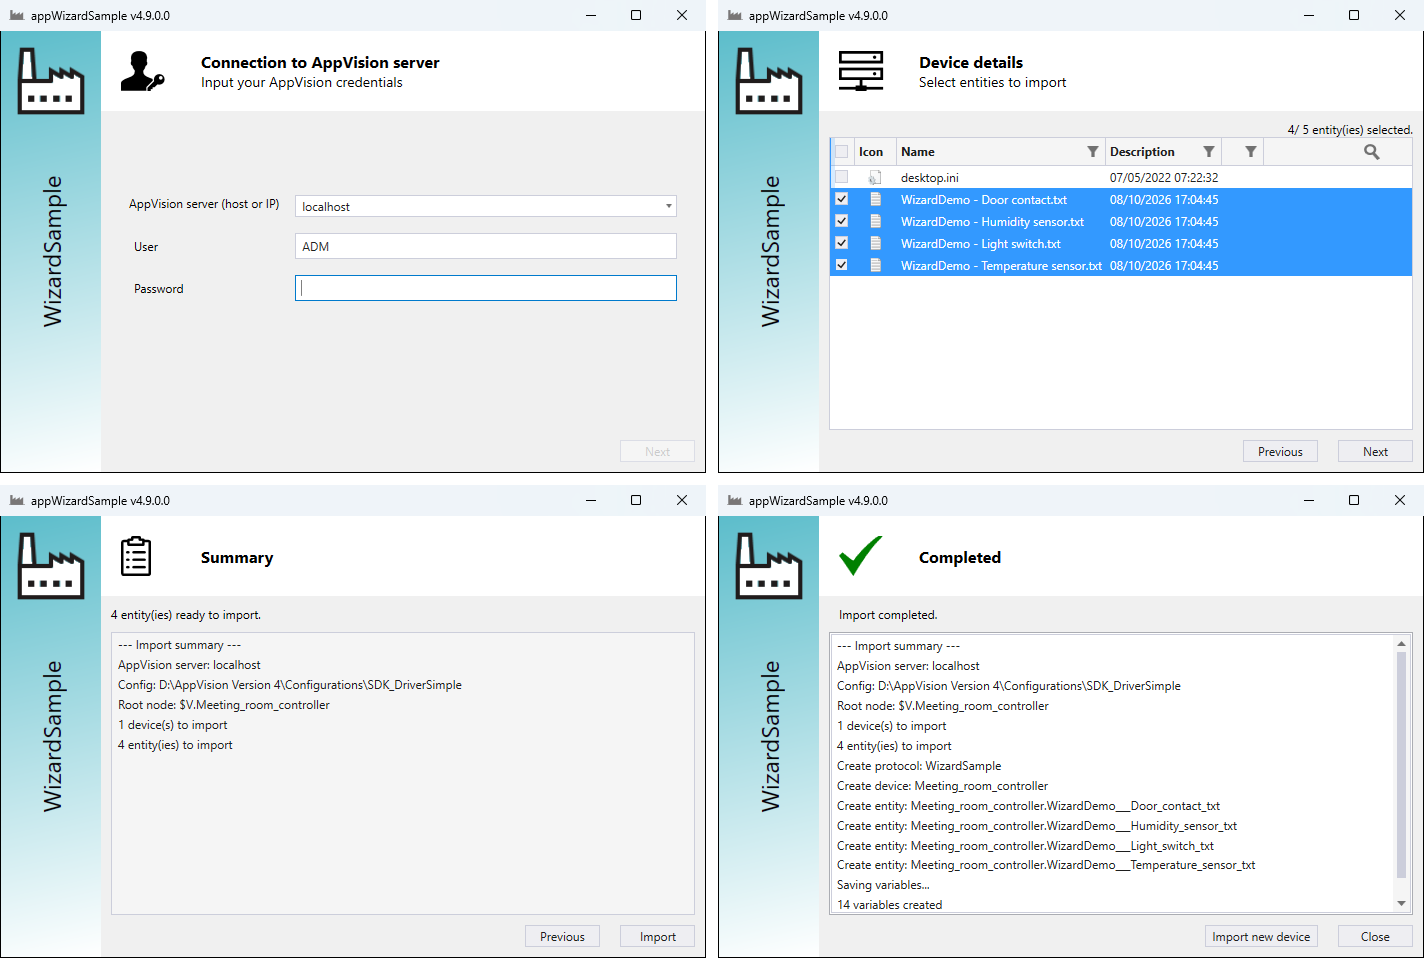 appWizardSample v4.9.0.0
WizardSample
Connection to AppVision server
Input your AppVision credentials
AppVision server (host or IP)
localhost
User
ADM
Password
Next
appWizardSample v4.9.0.0
WizardSample
Device details
Select entities to import
4/ 5 entity(ies) selected.
Icon Name Description
desktop.ini 07/05/2022 07:22:32
WizardDemo - Door contact.txt 08/10/2026 17:04:45
WizardDemo - Humidity sensor.txt 08/10/2026 17:04:45
WizardDemo - Light switch.txt 08/10/2026 17:04:45
WizardDemo - Temperature sensor.txt 08/10/2026 17:04:45
Previous Next
appWizardSample v4.9.0.0
WizardSample
Summary
4 entity(ies) ready to import.
--- Import summary ---
AppVision server: localhost
Config: D:\AppVision Version 4\Configurations\SDK_DriverSimple
Root node: $V.Meeting_room_controller
1 device(s) to import
4 entity(ies) to import
Previous Import
appWizardSample v4.9.0.0
WizardSample
Completed
Import completed.
--- Import summary ---
AppVision server: localhost
Config: D:\AppVision Version 4\Configurations\SDK_DriverSimple
Root node: $V.Meeting_room_controller
1 device(s) to import
4 entity(ies) to import
Create protocol: WizardSample
Create device: Meeting_room_controller
Create entity: Meeting_room_controller.WizardDemo___Door_contact_txt
Create entity: Meeting_room_controller.WizardDemo___Humidity_sensor_txt
Create entity: Meeting_room_controller.WizardDemo___Light_switch_txt
Create entity: Meeting_room_controller.WizardDemo___Temperature_sensor_txt
Saving variables...
14 variables created
Import new device Close